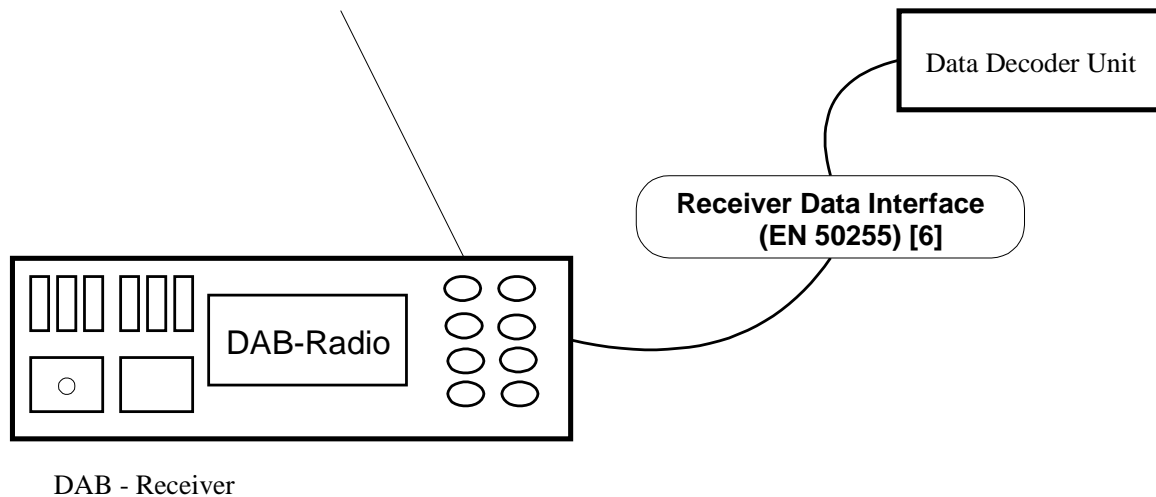 Data Decoder Unit
Receiver Data Interface
(EN 50255) [6]
DAB-Radio
DAB - Receiver